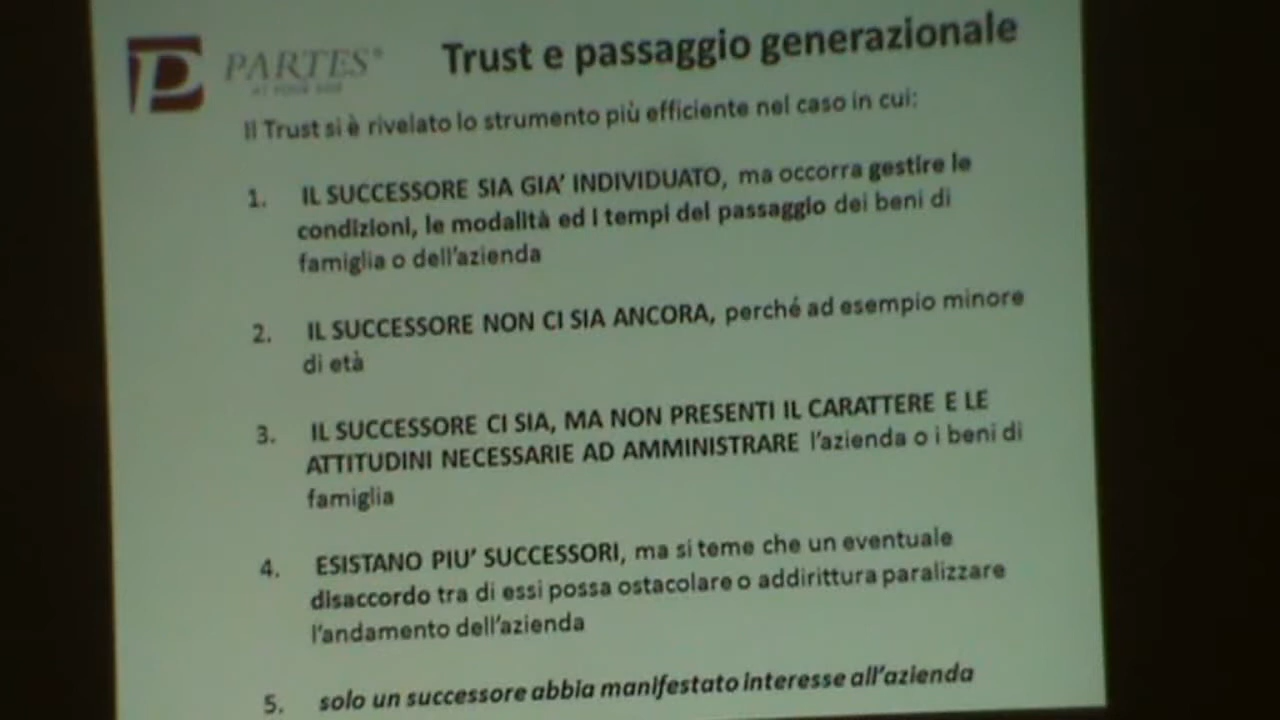 PARTES®
AT YOUR SIDE
Trust e passaggio generazionale
Il Trust si è rivelato lo strumento più efficiente nel caso in cui:
1. IL SUCCESSORE SIA GIA' INDIVIDUATO, ma occorra gestire le
condizioni, le modalità ed i tempi del passaggio dei beni di
famiglia o dell'azienda
2. IL SUCCESSORE NON CI SIA ANCORA, perché ad esempio minore
di età
3. IL SUCCESSORE CI SIA, MA NON PRESENTI IL CARATTERE E LE
ATTITUDINI NECESSARIE AD AMMINISTRARE l'azienda o i beni di
famiglia
4. ESISTANO PIU' SUCCESSORI, ma si teme che un eventuale
disaccordo tra di essi possa ostacolare o addirittura paralizzare
l'andamento dell'azienda
5. solo un successore abbia manifestato interesse all'azienda